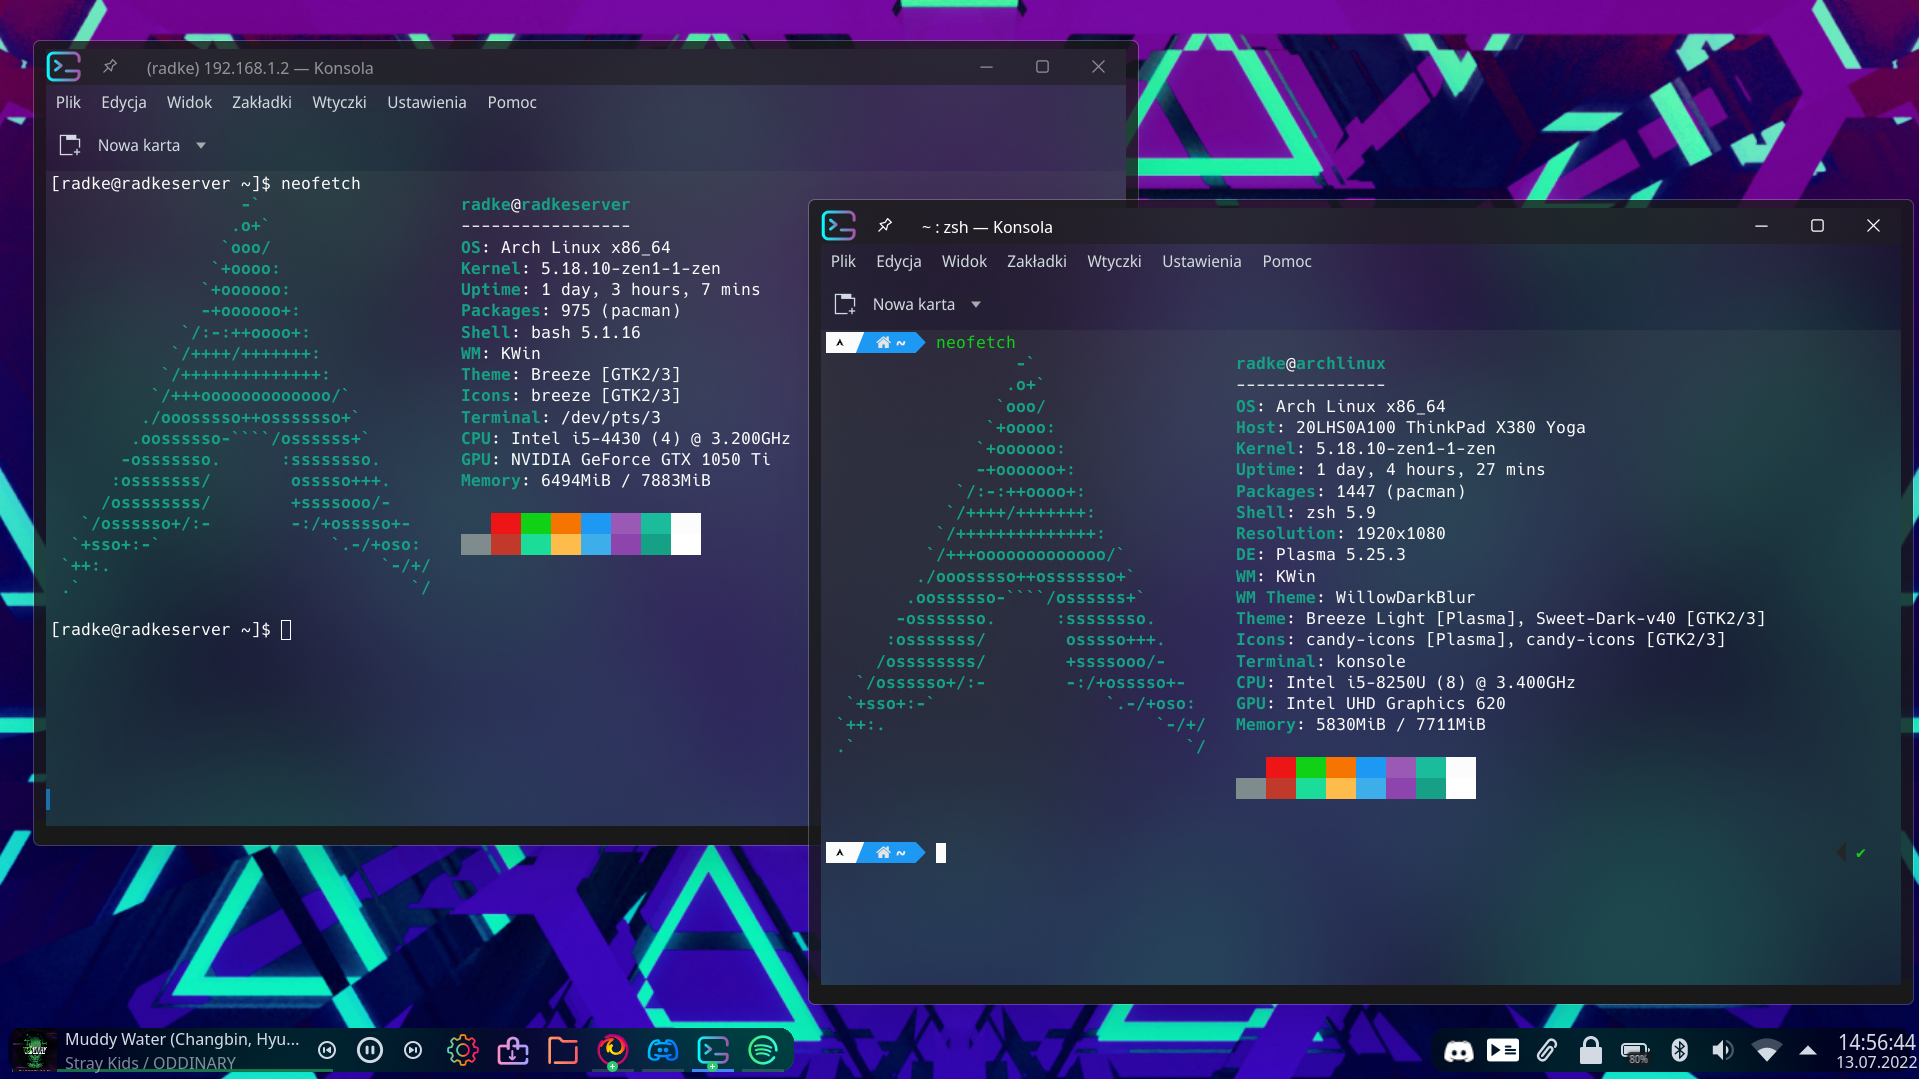 (radke) 192.168.1.2 — Konsola
Plik Edycja Widok Zakładki Wtyczki Ustawienia Pomoc
Nowa karta
[radke@radkeserver ~]$ neofetch
radke@radkeserver
-----------------
OS: Arch Linux x86_64
Kernel: 5.18.10-zen1-1-zen
Uptime: 1 day, 3 hours, 7 mins
Packages: 975 (pacman)
Shell: bash 5.1.16
WM: KWin
Theme: Breeze [GTK2/3]
Icons: breeze [GTK2/3]
Terminal: /dev/pts/3
CPU: Intel i5-4430 (4) @ 3.200GHz
GPU: NVIDIA GeForce GTX 1050 Ti
Memory: 6494MiB / 7883MiB
[radke@radkeserver ~]$
~ : zsh — Konsola
Plik Edycja Widok Zakładki Wtyczki Ustawienia Pomoc
Nowa karta
~ neofetch
radke@archlinux
---------------
OS: Arch Linux x86_64
Host: 20LHS0A100 ThinkPad X380 Yoga
Kernel: 5.18.10-zen1-1-zen
Uptime: 1 day, 4 hours, 27 mins
Packages: 1447 (pacman)
Shell: zsh 5.9
Resolution: 1920x1080
DE: Plasma 5.25.3
WM: KWin
WM Theme: WillowDarkBlur
Theme: Breeze Light [Plasma], Sweet-Dark-v40 [GTK2/3]
Icons: candy-icons [Plasma], candy-icons [GTK2/3]
Terminal: konsole
CPU: Intel i5-8250U (8) @ 3.400GHz
GPU: Intel UHD Graphics 620
Memory: 5830MiB / 7711MiB
~
Muddy Water (Changbin, Hyu...
Stray Kids / ODDINARY
80%
14:56:44
13.07.2022